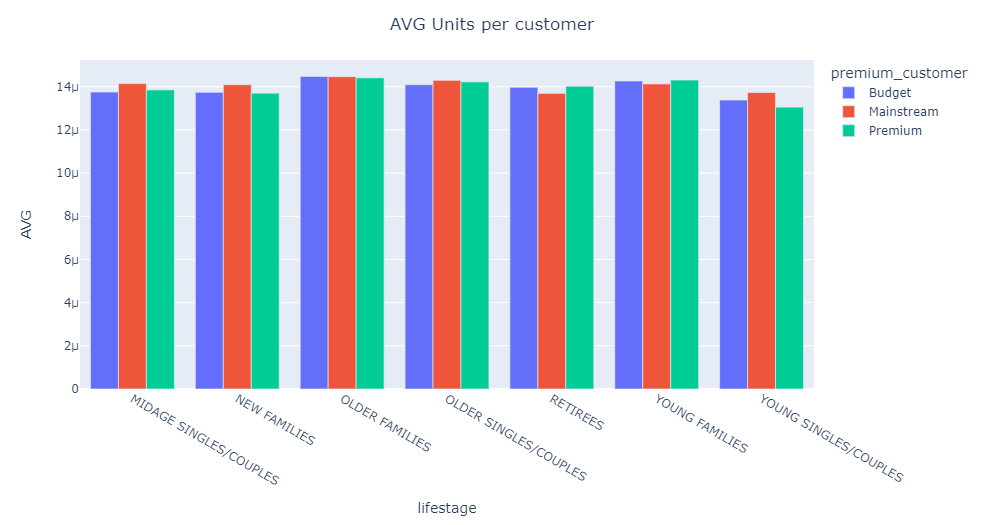 AVG Units per customer
premium_customer
Budget
Mainstream
Premium
AVG
14μ
12μ
10μ
8μ
6μ
4μ
2μ
0
MIDAGE SINGLES/COUPLES
NEW FAMILIES
OLDER FAMILIES
OLDER SINGLES/COUPLES
RETIREES
YOUNG FAMILIES
YOUNG SINGLES/COUPLES
lifestage